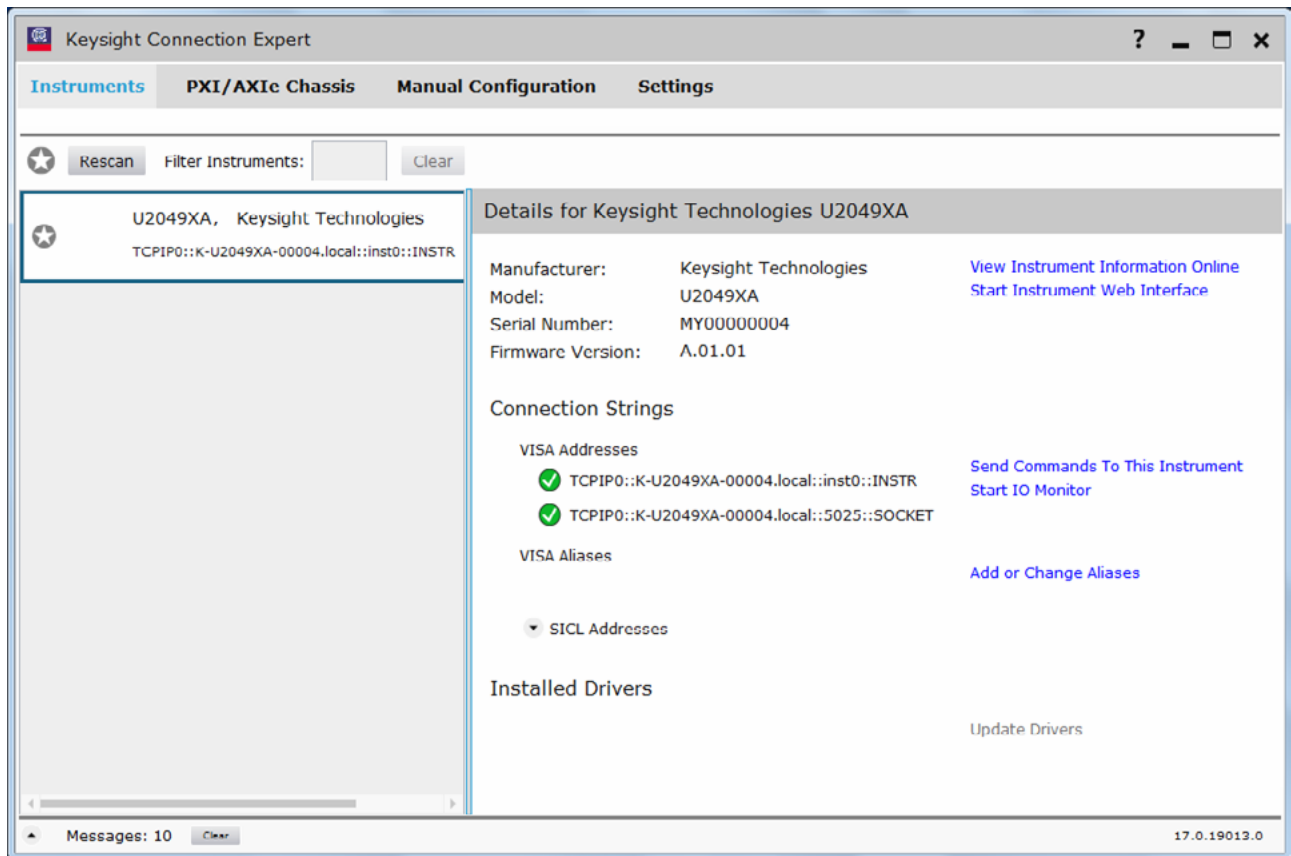 Keysight Connection Expert
?
Instruments PXI/AXIe Chassis Manual Configuration Settings
Rescan Filter Instruments: Clear
U2049XA, Keysight Technologies
TCPIP0::K-U2049XA-00004.local::inst0::INSTR
Details for Keysight Technologies U2049XA
Manufacturer: Keysight Technologies View Instrument Information Online
Model: U2049XA Start Instrument Web Interface
Serial Number: MY00000004
Firmware Version: A.01.01
Connection Strings
VISA Addresses
TCPIP0::K-U2049XA-00004.local::inst0::INSTR
Send Commands To This Instrument
Start IO Monitor
TCPIP0::K-U2049XA-00004.local::5025::SOCKET
VISA Aliases
Add or Change Aliases
SICL Addresses
Installed Drivers
Update Drivers
Messages: 10 Clear 17.0.19013.0